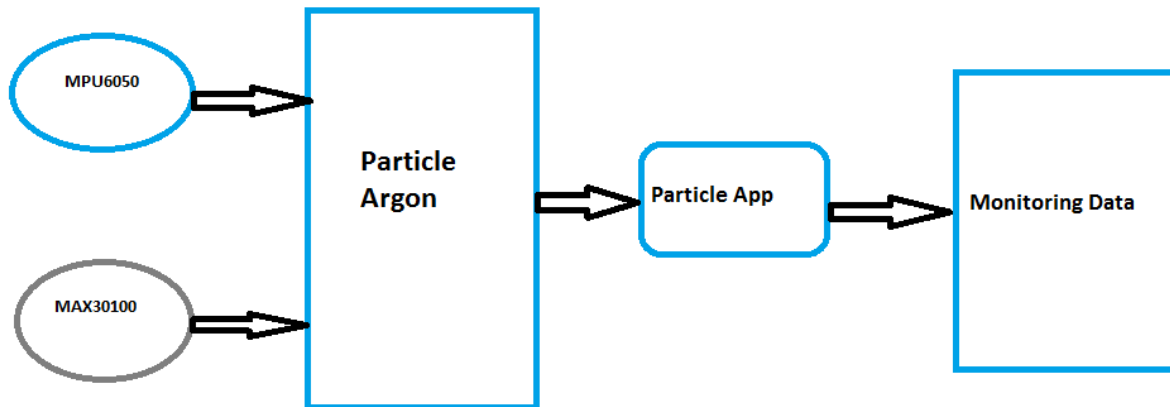 MPU6050
MAX30100
Particle
Argon
Particle App
Monitoring Data